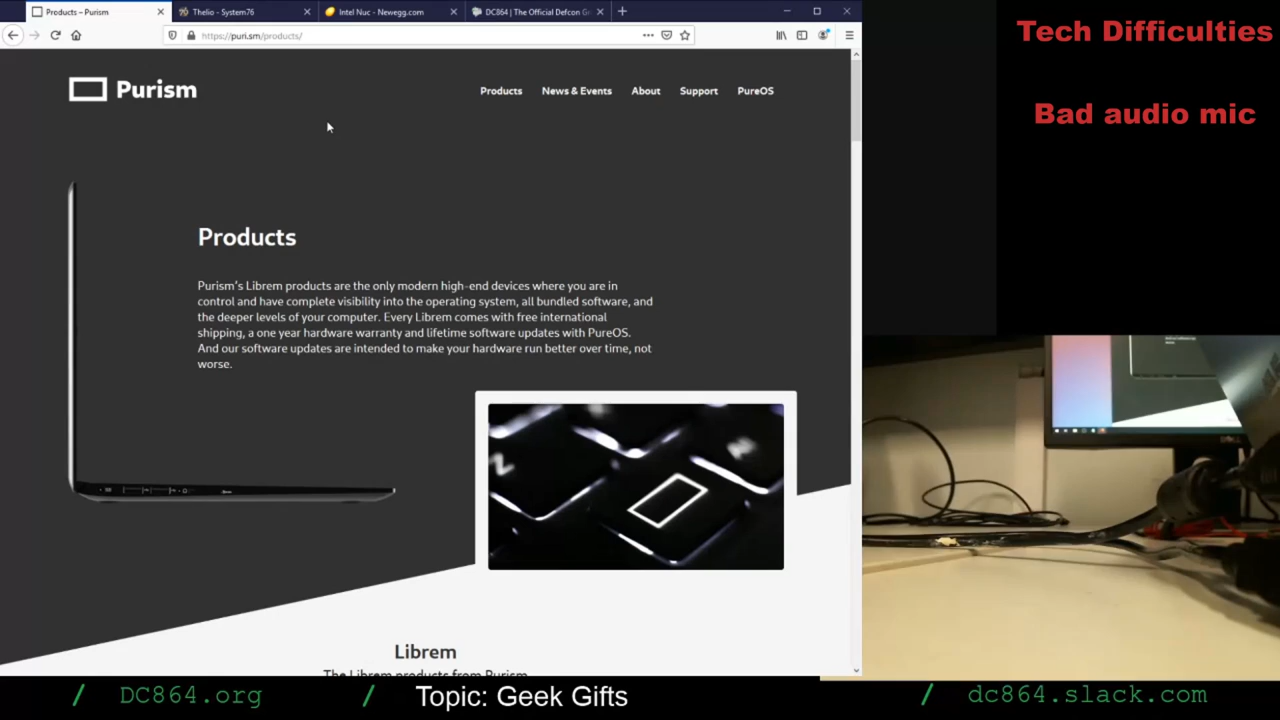 Products – Purism
Thelio - System76
Intel Nuc - Newegg.com
DC864 | The Official Defcon G
https://puri.sm/products/
Purism
Products
News & Events
About
Support
PureOS
Products
Purism's Librem products are the only modern high-end devices where you are in
control and have complete visibility into the operating system, all bundled software, and
the deeper levels of your computer. Every Librem comes with free international
shipping, a one year hardware warranty and lifetime software updates with PureOS.
And our software updates are intended to make your hardware run better over time, not
worse.
Librem
The Librem products from Purism
Tech Difficulties
Bad audio mic
/ DC864.org
/ Topic: Geek Gifts
/ dc864.slack.com